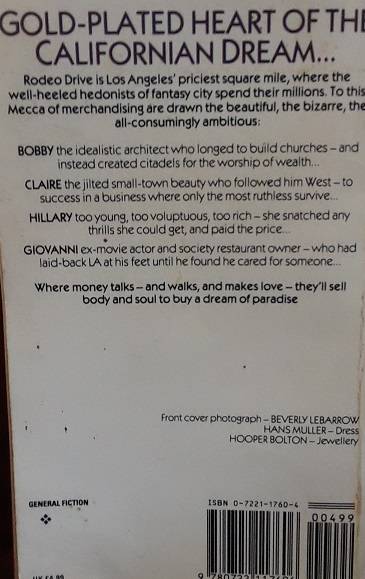 GOLD-PLATED HEART OF THE
CALIFORNIAN DREAM...
Rodeo Drive is Los Angeles' priciest square mile, where the
well-heeled hedonists of fantasy city spend their millions. To this
Mecca of merchandising are drawn the beautiful, the bizarre, the
all-consumingly ambitious:
BOBBY the idealistic architect who longed to build churches – and
instead created citadels for the worship of wealth...
CLAIRE the jilted small-town beauty who followed him West – to
success in a business where only the most ruthless survive...
HILLARY too young, too voluptuous, too rich – she snatched any
thrills she could get, and paid the price...
GIOVANNI ex-movie actor and society restaurant owner – who had
laid-back LA at his feet until he found he cared for someone...
Where money talks – and walks, and makes love – they'll sell
body and soul to buy a dream of paradise
Front cover photograph – BEVERLY LEBARROW
HANS MULLER – Dress
HOOPER BOLTON – Jewellery
GENERAL FICTION
ISBN 0-7221-1760-4
00499